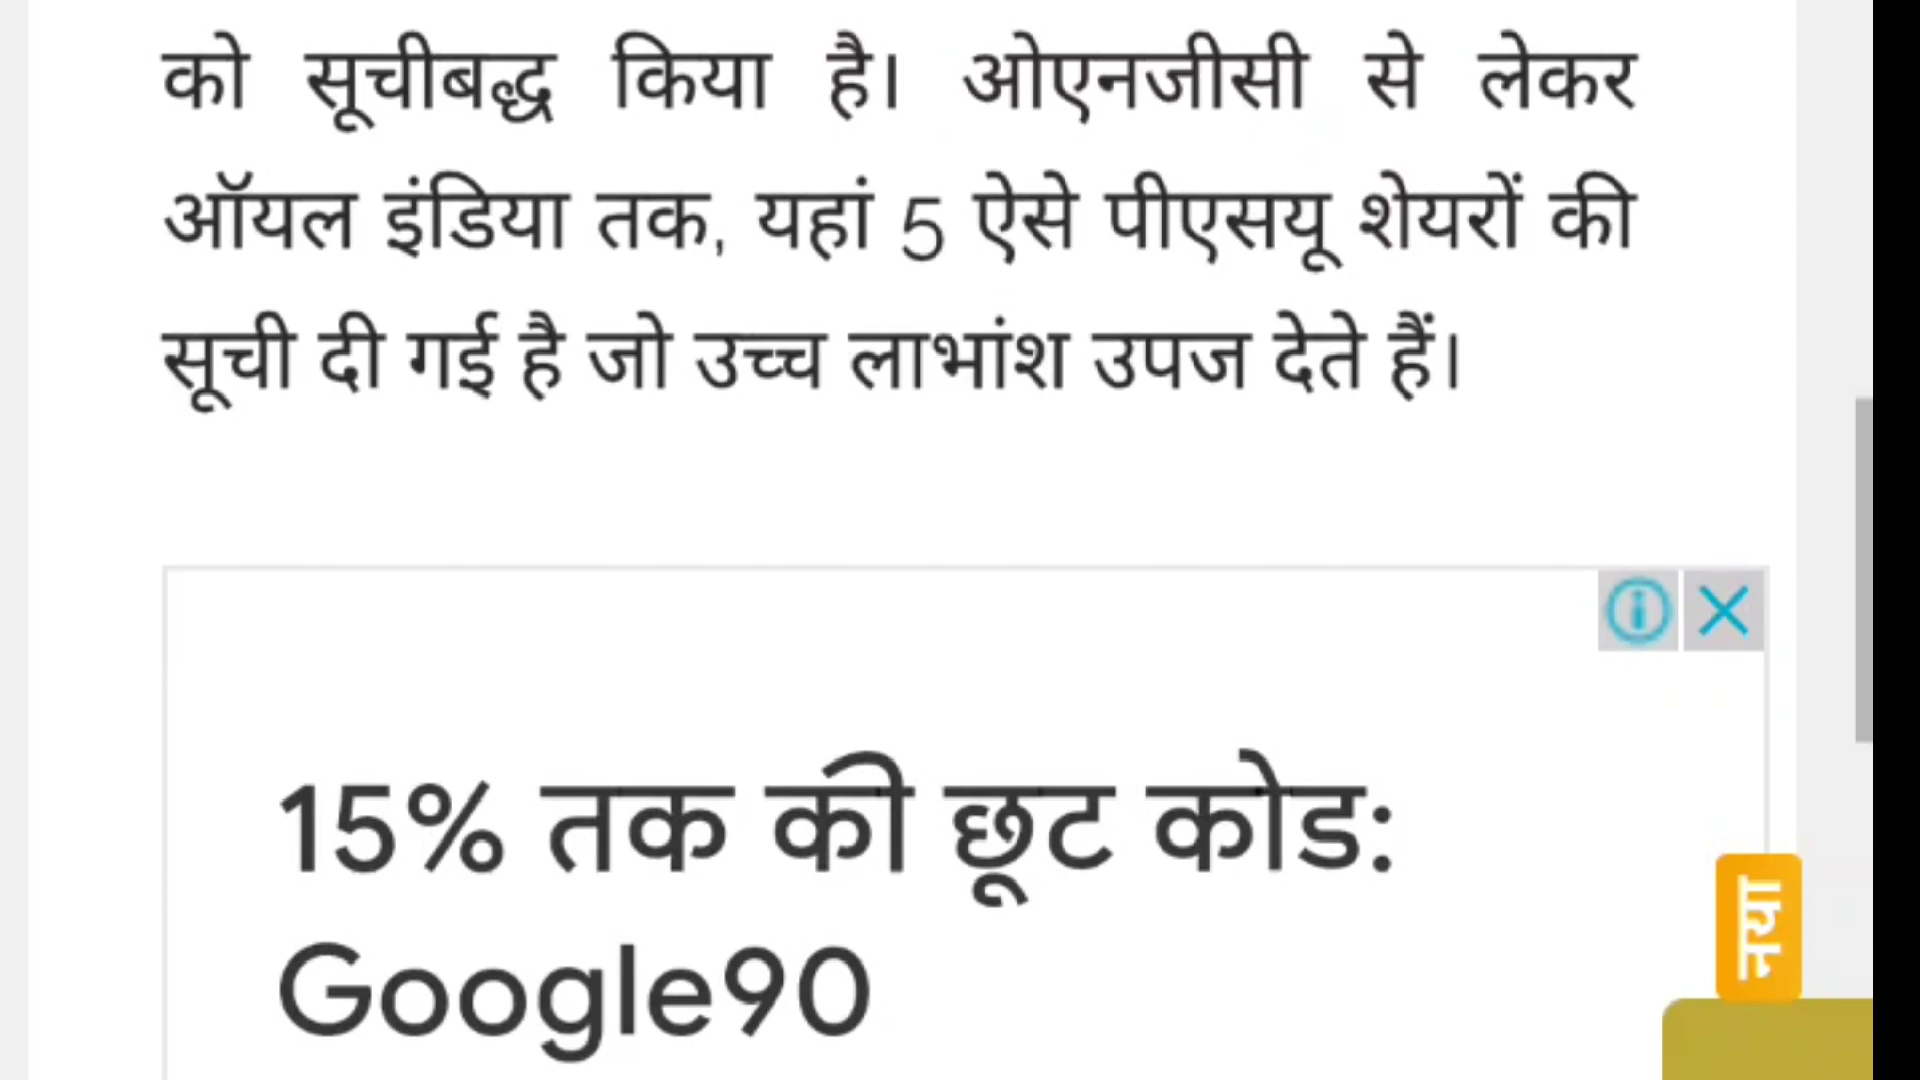 को सूचीबद्ध किया है। ओएनजीसी से लेकर
ऑयल इंडिया तक, यहां 5 ऐसे पीएसयू शेयरों की
सूची दी गई है जो उच्च लाभांश उपज देते हैं।
15% तक की छूट कोड:
Google90
नया